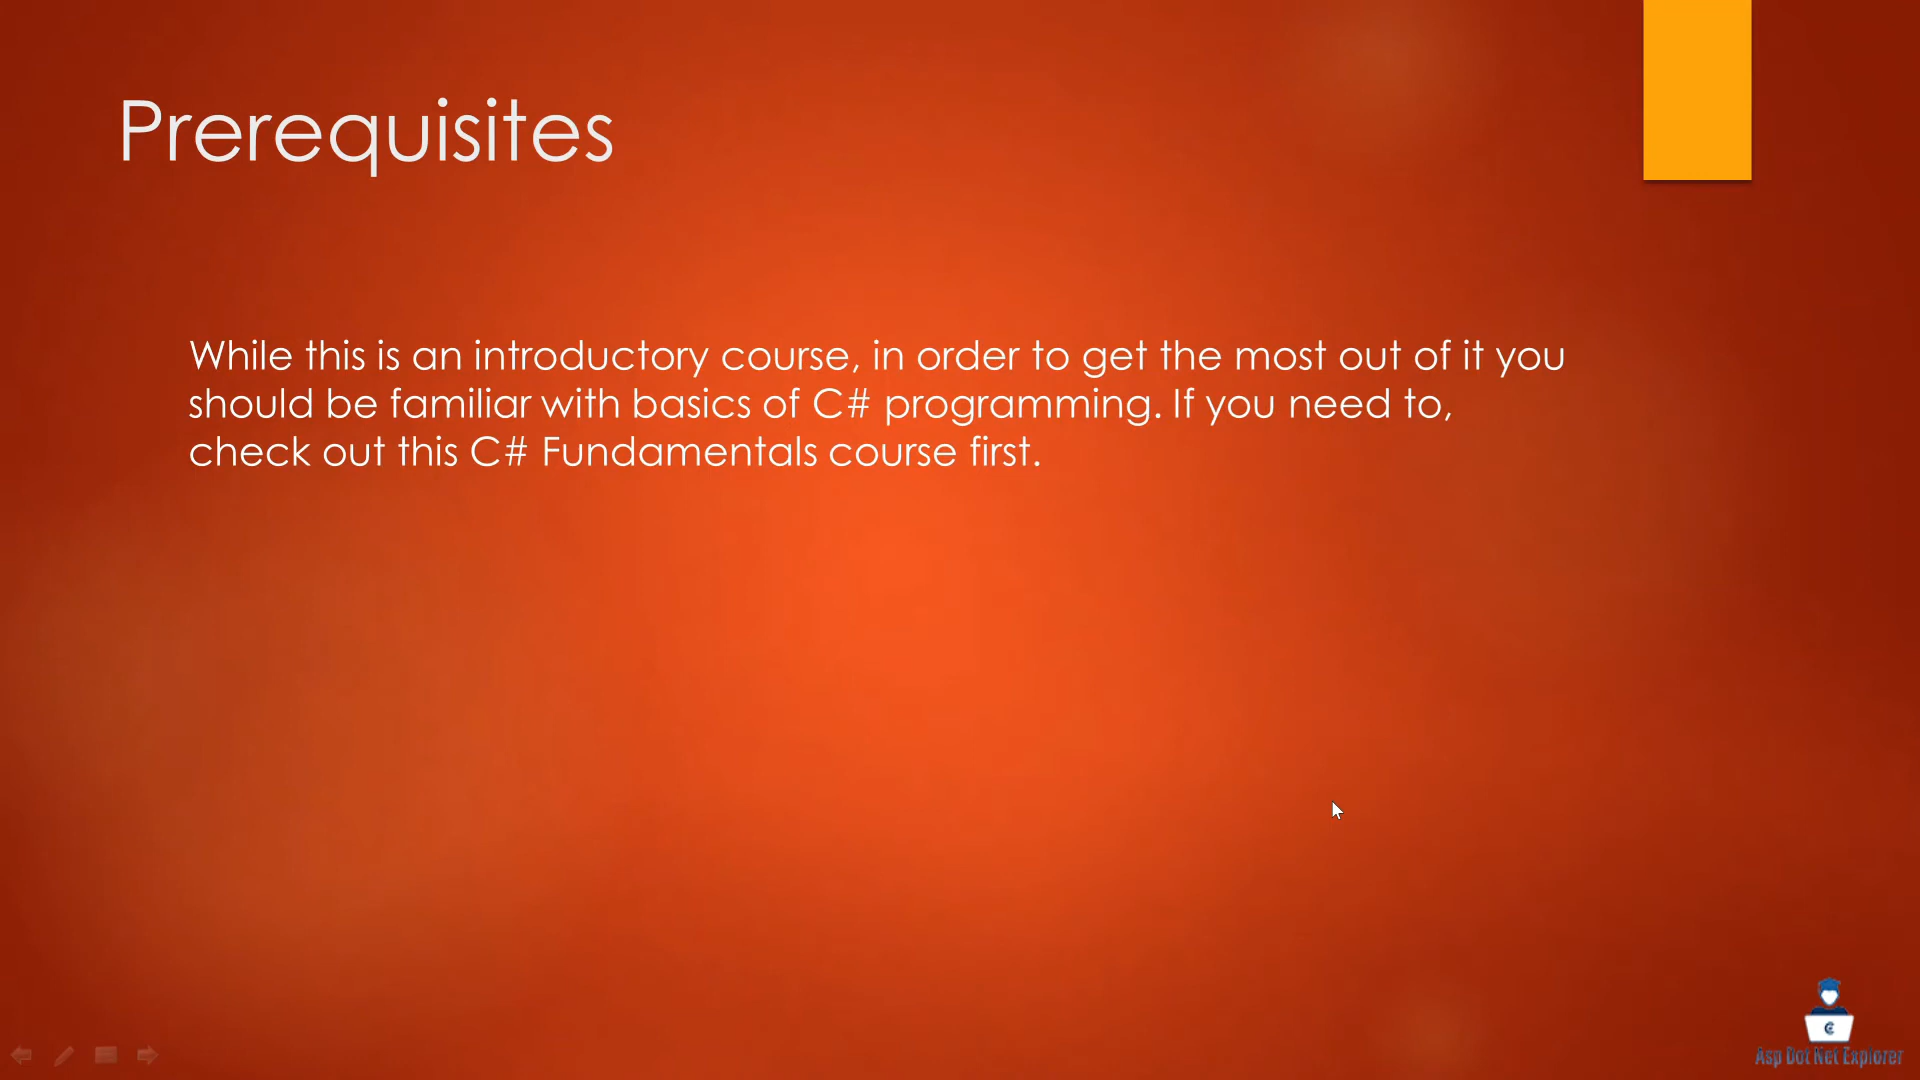 Prerequisites
While this is an introductory course, in order to get the most out of it you
should be familiar with basics of C# programming. If you need to,
check out this C# Fundamentals course first.
Asp Dot Net Explorer